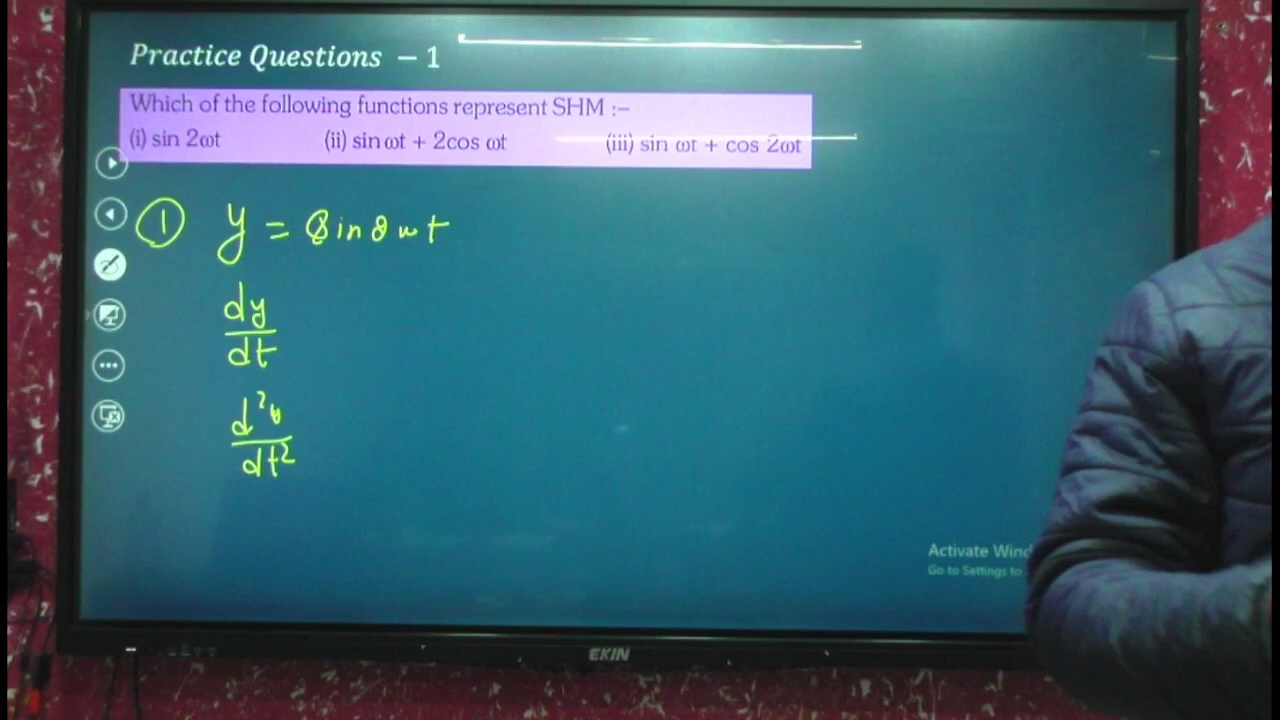 Practice Questions – 1
Which of the following functions represent SHM :–
(i) sin 2ωt (ii) sin ωt + 2cos ωt (iii) sin ωt + cos 2ωt
① y = Sin 2 ω t
dy
dt
d²y
dt²
Activate Wind
Go to Settings to
EKIN